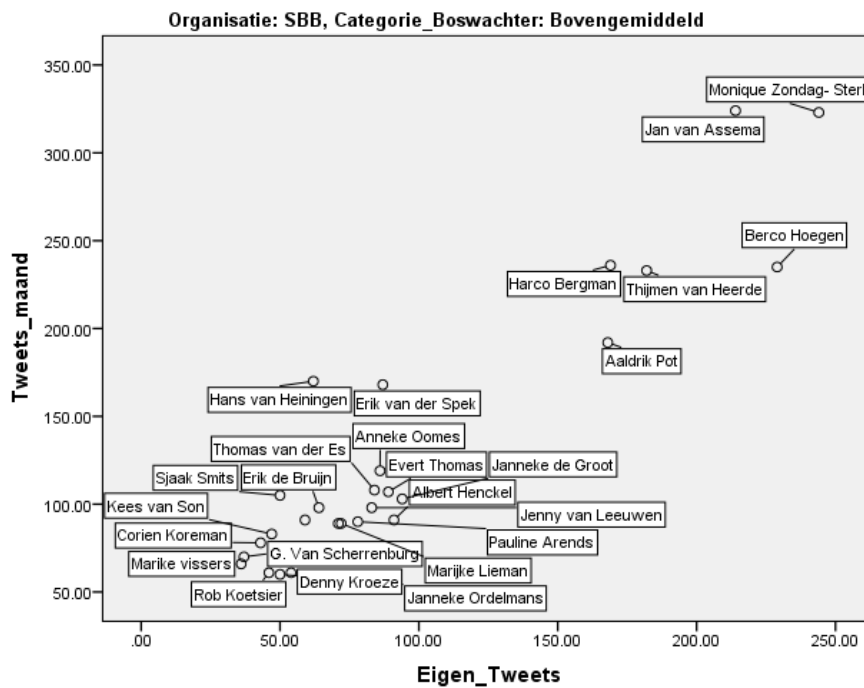 Organisatie: SBB, Categorie_Boswachter: Bovengemiddeld
350.00
300.00
250.00
200.00
150.00
100.00
50.00
Tweets_maand
Monique Zondag- Sterl
Jan van Assema
Berco Hoegen
Harco Bergman
Thijmen van Heerde
Aaldrik Pot
Hans van Heiningen
Erik van der Spek
Anneke Oomes
Thomas van der Es
Evert Thomas
Janneke de Groot
Sjaak Smits
Erik de Bruijn
Albert Henckel
Kees van Son
Jenny van Leeuwen
Corien Koreman
Pauline Arends
G. Van Scherrenburg
Marike vissers
Marijke Lieman
Denny Kroeze
Rob Koetsier
Janneke Ordelmans
.00
50.00
100.00
150.00
200.00
250.00
Eigen_Tweets